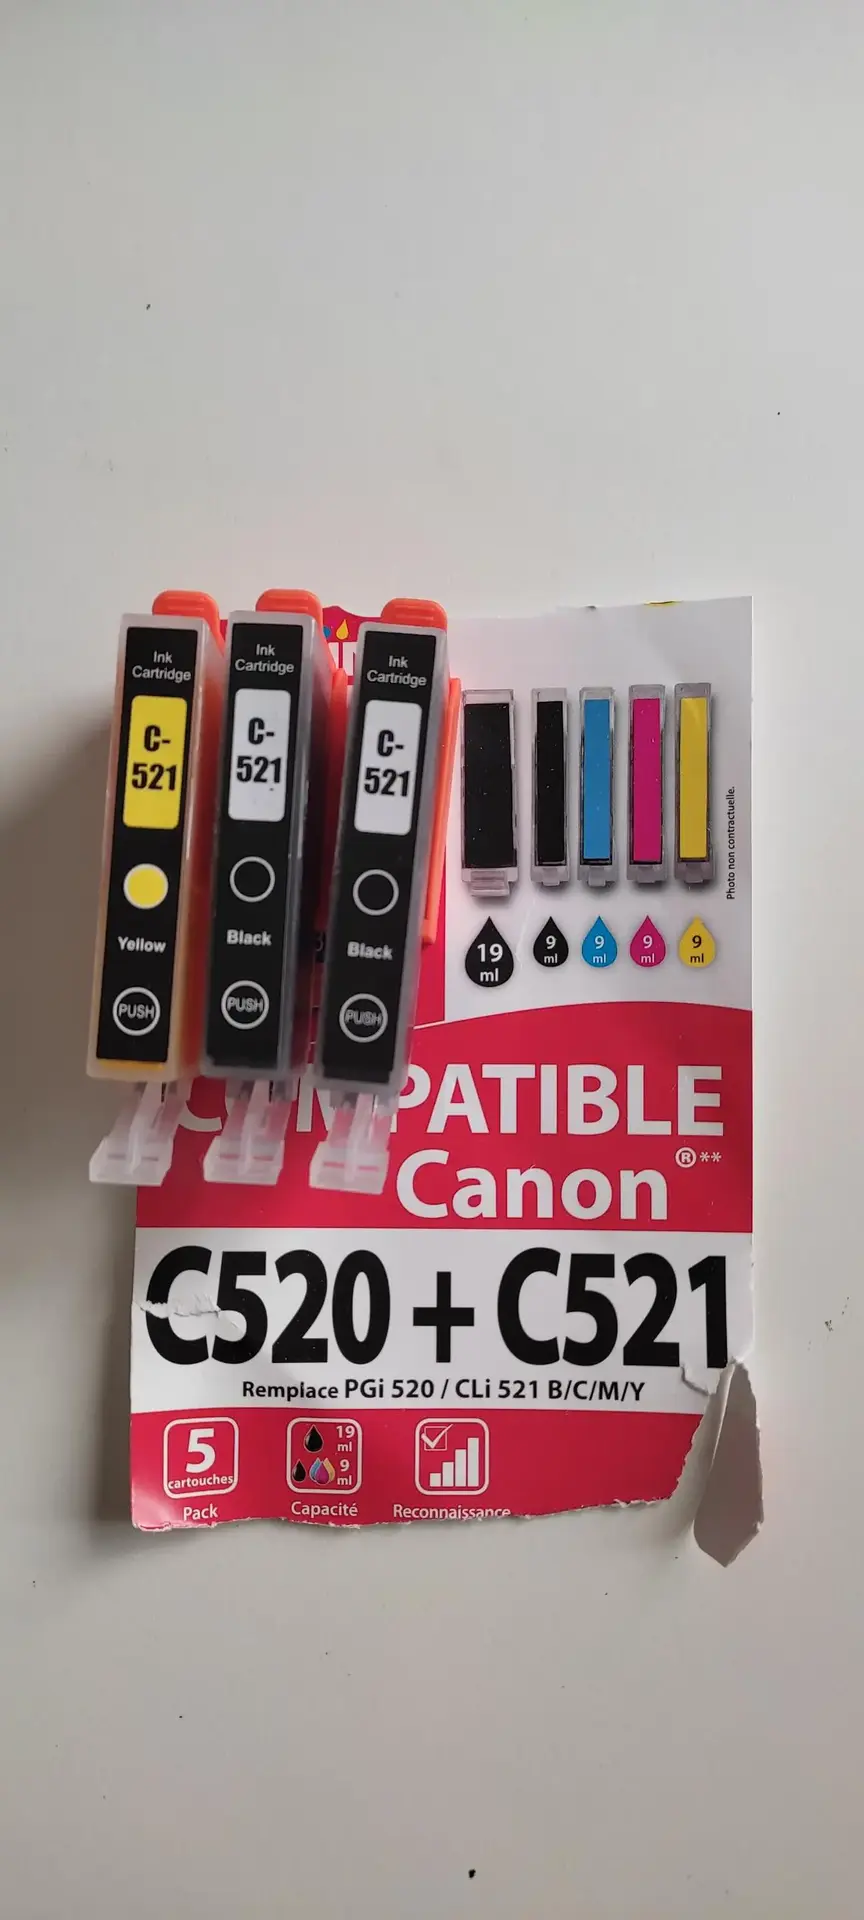 Ink
Cartridge
C-
521
Yellow
PUSH
Ink
Cartridge
C-
521
Black
PUSH
Ink
Cartridge
C-
521
Black
PUSH
Photo non contractuelle.
19
ml
9
ml
9
ml
9
ml
9
ml
PATIBLE
Canon®**
C520 + C521
Remplace PGi 520 / CLi 521 B/C/M/Y
5
cartouches
Pack
19
ml
9
ml
Capacité
Reconnaissance